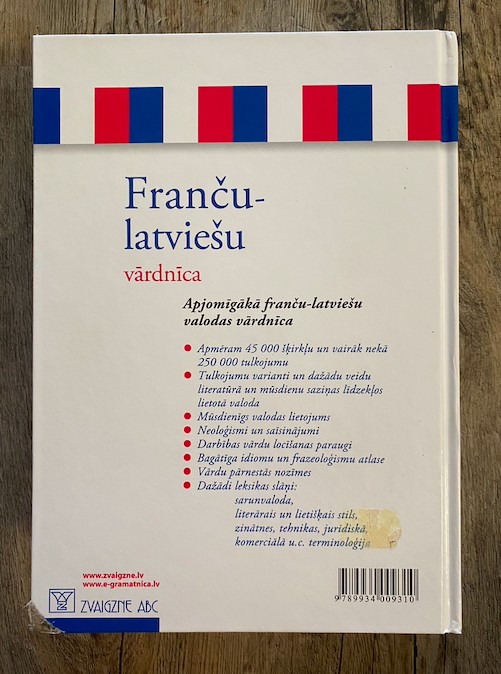 Franču-
latviešu
vārdnīca
Apjomīgākā franču-latviešu
valodas vārdnīca
Apmēram 45 000 šķirkļu un vairāk nekā
250 000 tulkojumu
Tulkojumu varianti un dažādu veidu
literatūrā un mūsdienu saziņas līdzekļos
lietotā valoda
Mūsdienīgs valodas lietojums
Neoloģismi un saīsinājumi
Darbības vārdu locīšanas paraugi
Bagātīga idiomu un frazeoloģismu atlase
Vārdu pārnestās nozīmes
Dažādi leksikas slāņi:
sarunvaloda,
literārais un lietišķais stils,
zinātnes, tehnikas, juridiskā,
komerciālā u.c. terminoloģija
www.zvaigzne.lv
www.e-gramatnica.lv
ZVAIGZNE ABC
9 789934 009310